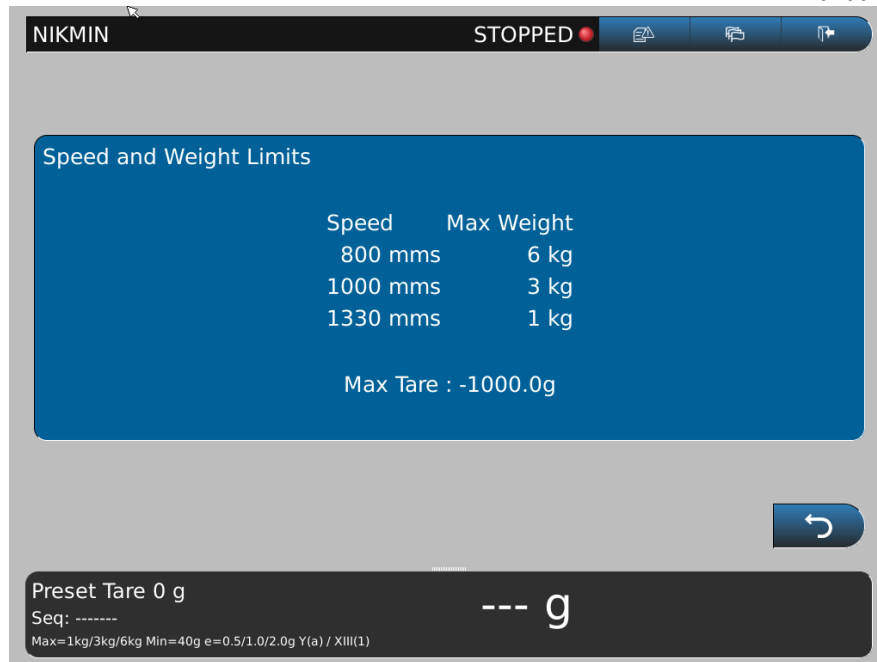 NIKMIN STOPPED
Speed and Weight Limits
Speed Max Weight
800 mms 6 kg
1000 mms 3 kg
1330 mms 1 kg
Max Tare : -1000.0g
Preset Tare 0 g
--- g
Seq: -------
Max=1kg/3kg/6kg Min=40g e=0.5/1.0/2.0g Y(a) / XIII(1)